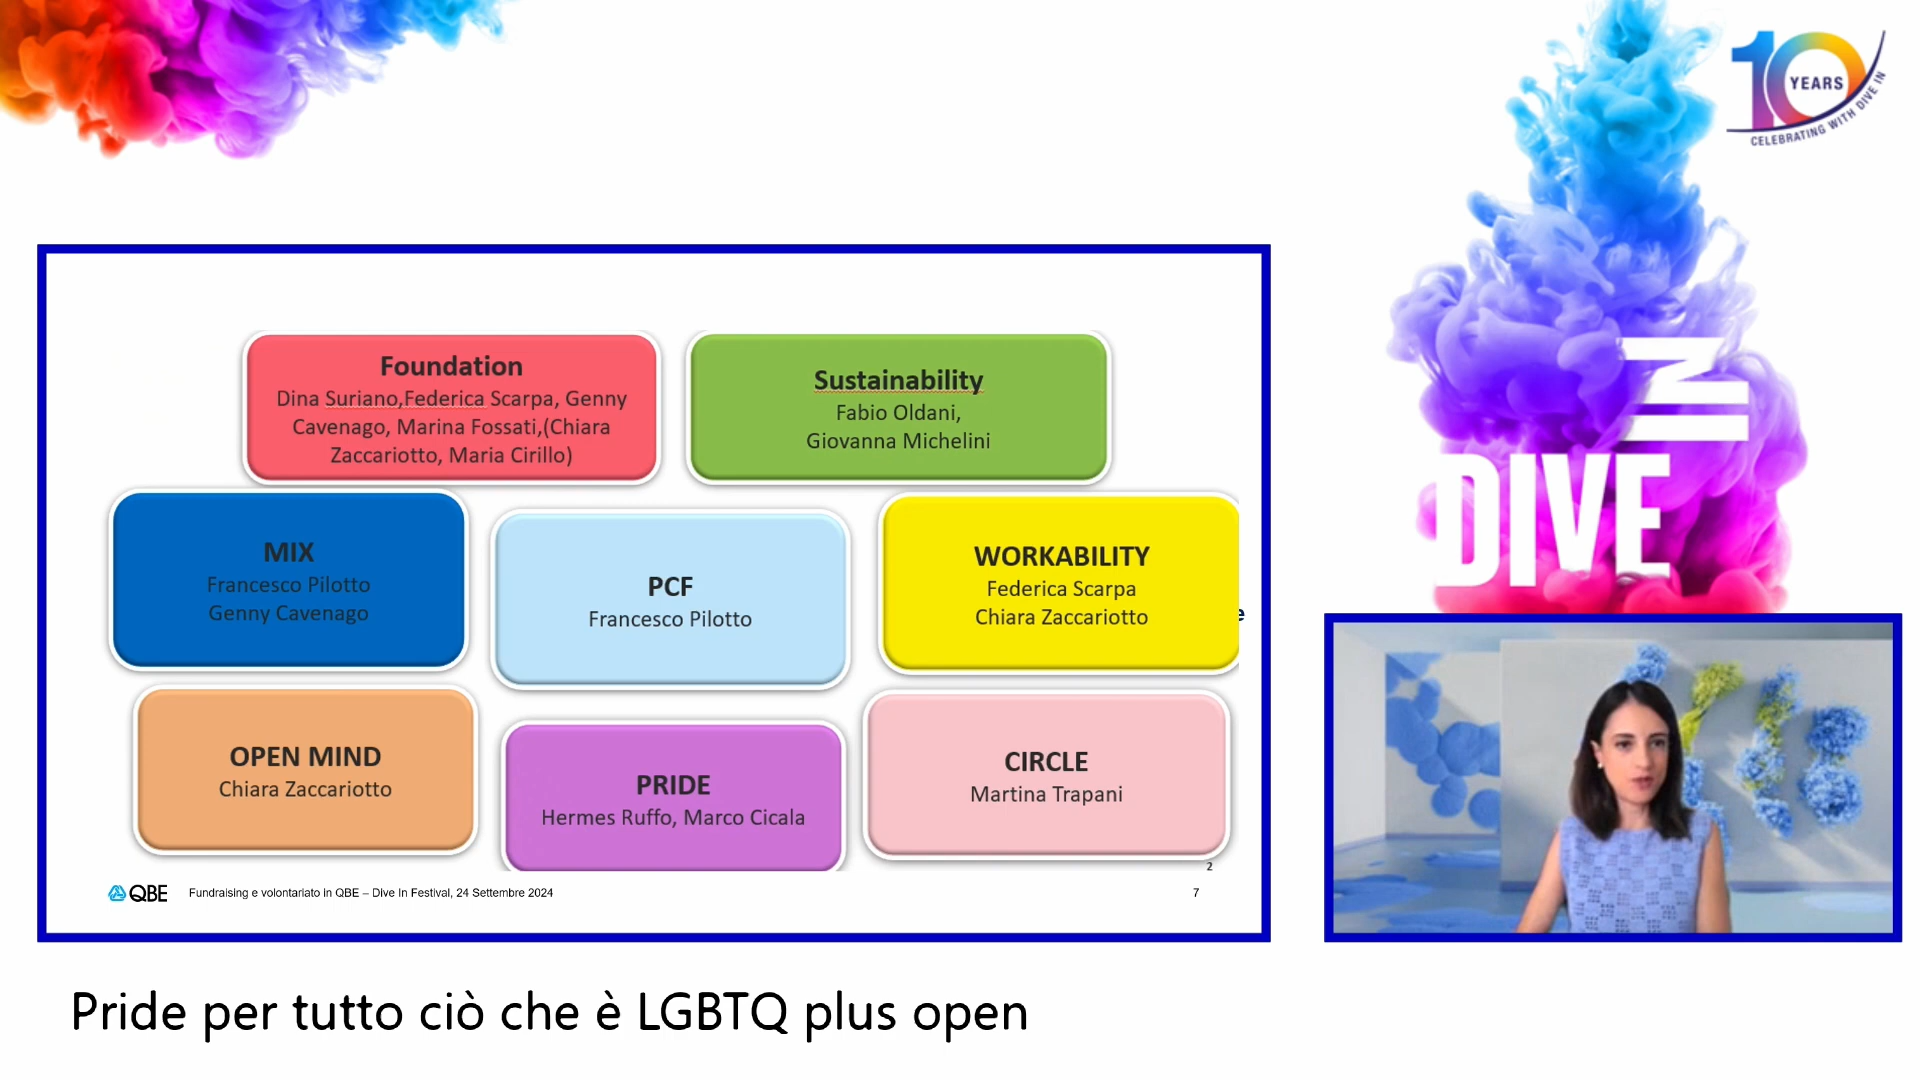 10
YEARS
CELEBRATING WITH DIVE IN
Foundation
Dina Suriano,Federica Scarpa, Genny
Cavenago, Marina Fossati,(Chiara
Zaccariotto, Maria Cirillo)
Sustainability
Fabio Oldani,
Giovanna Michelini
MIX
Francesco Pilotto
Genny Cavenago
PCF
Francesco Pilotto
WORKABILITY
Federica Scarpa
Chiara Zaccariotto
e
OPEN MIND
Chiara Zaccariotto
PRIDE
Hermes Ruffo, Marco Cicala
CIRCLE
Martina Trapani
2
QBE
Fundraising e volontariato in QBE – Dive In Festival, 24 Settembre 2024
7
DIVE IN
Pride per tutto ciò che è LGBTQ plus open